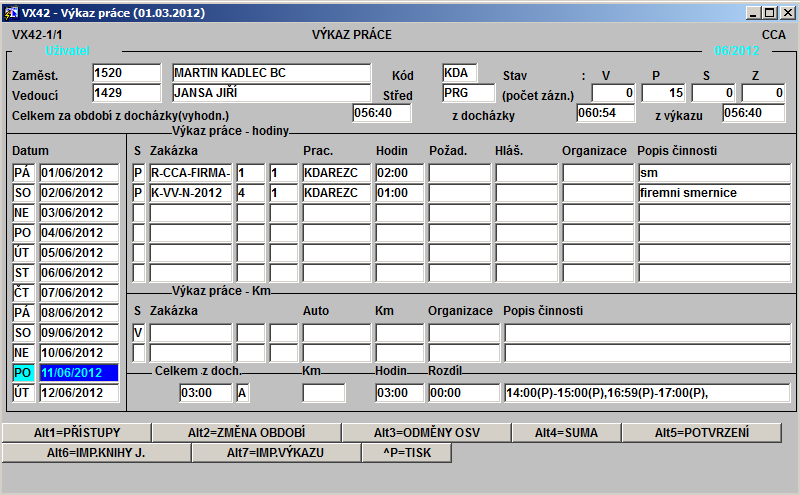 VX42 - Výkaz práce (01.03.2012)
VX42-1/1 VÝKAZ PRÁCE CCA
Uživatel 06/2012
Zaměst. 1520 MARTIN KADLEC BC Kód KDA Stav : V P S Z
Vedoucí 1429 JANSA JIŘÍ Střed PRG (počet zázn.) 0 15 0 0
Celkem za období z docházky(vyhodn.) 056:40 z docházky 060:54 z výkazu 056:40
Výkaz práce - hodiny
Datum S Zakázka Prac. Hodin Požad. Hláš. Organizace Popis činnosti
PÁ 01/06/2012 P R-CCA-FIRMA- 1 1 KDAREZC 02:00 sm
SO 02/06/2012 P K-VV-N-2012 4 1 KDAREZC 01:00 firemni smernice
NE 03/06/2012
PO 04/06/2012
ÚT 05/06/2012
ST 06/06/2012
ČT 07/06/2012
Výkaz práce - Km
PÁ 08/06/2012 S Zakázka Auto Km Organizace Popis činnosti
SO 09/06/2012 V
NE 10/06/2012
PO 11/06/2012 Celkem z doch. Km Hodin Rozdíl
ÚT 12/06/2012 03:00 A 03:00 00:00 14:00(P)-15:00(P),16:59(P)-17:00(P),
Alt1=PŘÍSTUPY Alt2=ZMĚNA OBDOBÍ Alt3=ODMĚNY OSV Alt4=SUMA Alt5=POTVRZENÍ
Alt6=IMP.KNIHY J. Alt7=IMP.VÝKAZU ^P=TISK